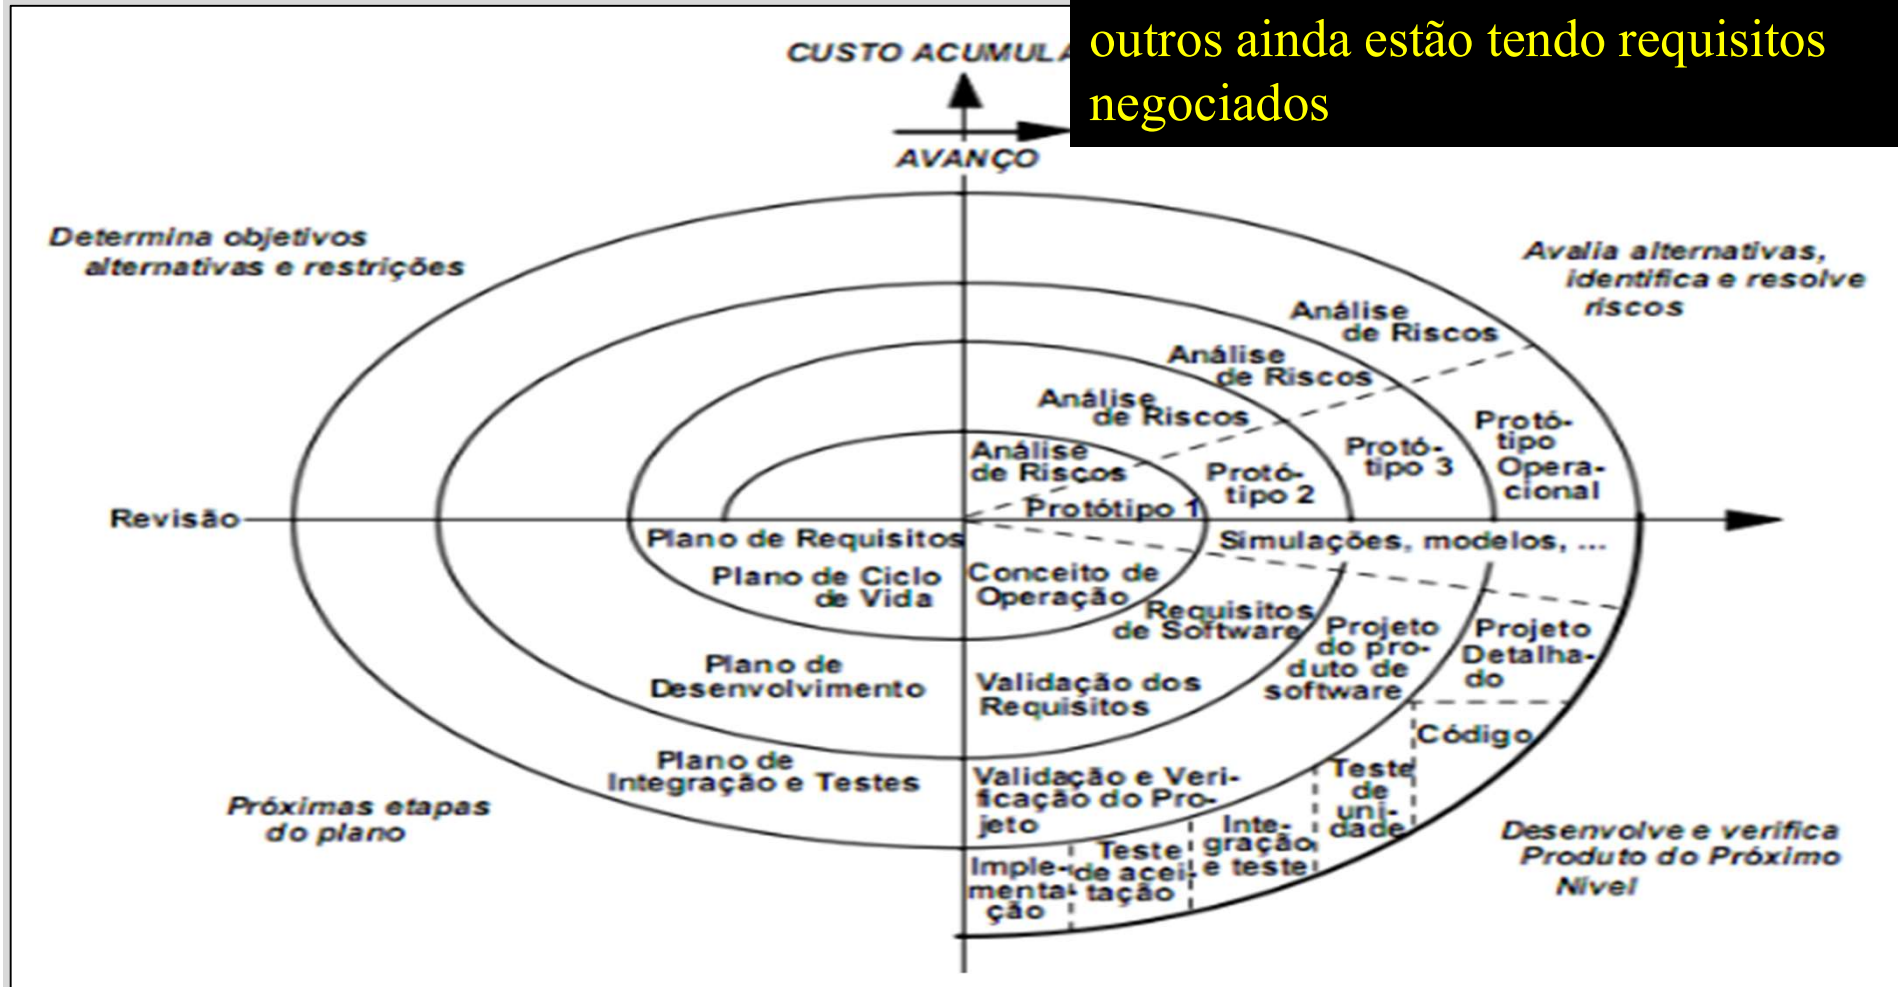 outros ainda estão tendo requisitos
negociados
CUSTO ACUMULA
AVANÇO
Determina objetivos
alternativas e restrições
Avalia alternativas,
identifica e resolve
riscos
Análise
de Riscos
Análise
de Riscos
Análise
de Riscos
Análise
de Riscos
Protótipo 1
Protó-
tipo 2
Protó-
tipo 3
Protó-
tipo
Opera-
cional
Revisão
Simulações, modelos, ...
Plano de Requisitos
Plano de Ciclo
de Vida
Conceito de
Operação
Requisitos
de Software
Projeto
do pro-
duto de
software
Projeto
Detalha-
do
Plano de
Desenvolvimento
Validação dos
Requisitos
Código
Plano de
Integração e Testes
Validação e Veri-
ficação do Pro-
jeto
Teste
de
uni-
dade
Inte-
gração
e teste
Teste
de acei-
tação
Imple-
menta-
ção
Próximas etapas
do plano
Desenvolve e verifica
Produto do Próximo
Nível